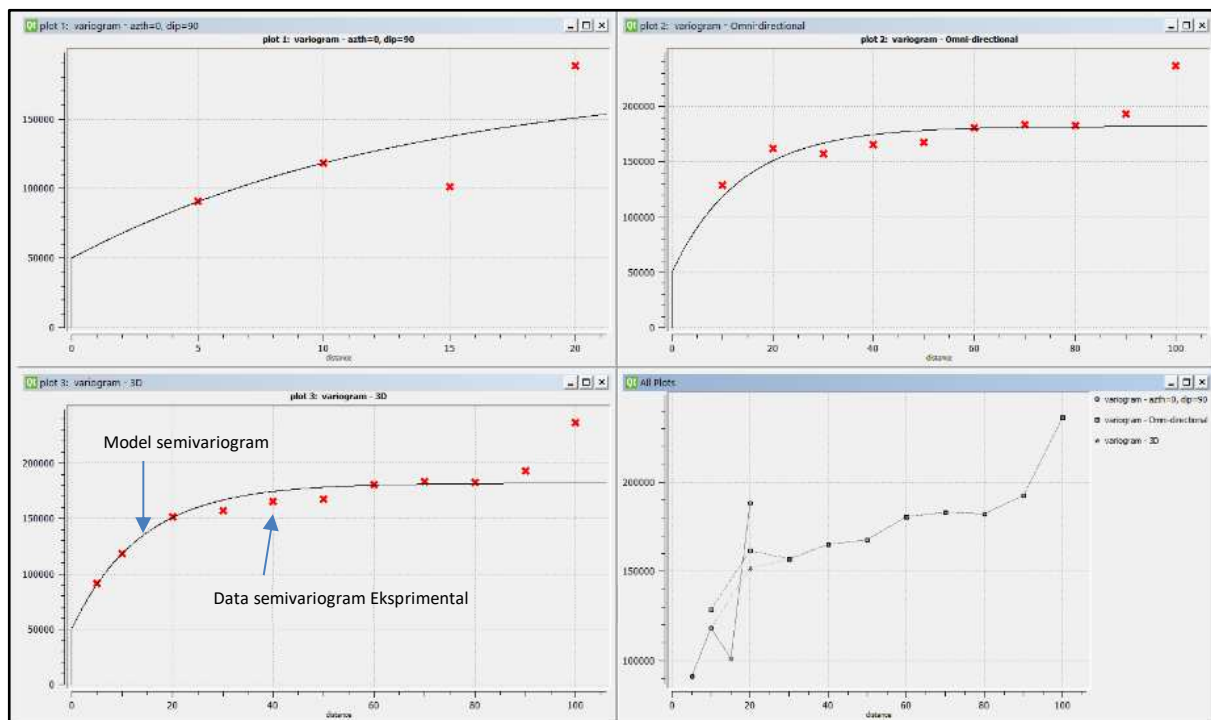 plot 1: variogram - azth=0, dip=90
plot 1: variogram - azth=0, dip=90
150000
100000
50000
0
0 5 10 15 20
distance
plot 2: variogram - Omni-directional
plot 2: variogram - Omni-directional
200000
150000
100000
50000
0
0 20 40 60 80 100
distance
plot 3: variogram - 3D
plot 3: variogram - 3D
Model semivariogram
200000
150000
100000
50000
0
Data semivariogram Eksprimental
0 20 40 60 80 100
distance
All Plots
variogram - azth=0, dip=90
variogram - Omni-directional
variogram - 3D
200000
150000
100000
0 20 40 60 80 100
distance